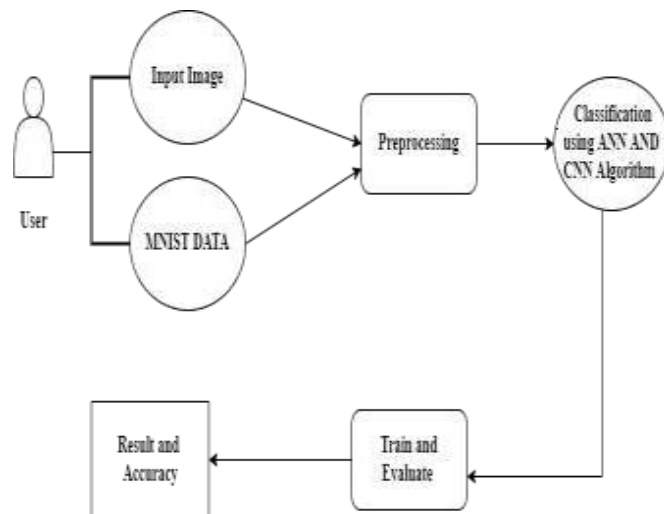 Input Image
User
MNIST DATA
Preprocessing
Classification
using ANN AND
CNN Algorithm
Train and
Evaluate
Result and
Accuracy